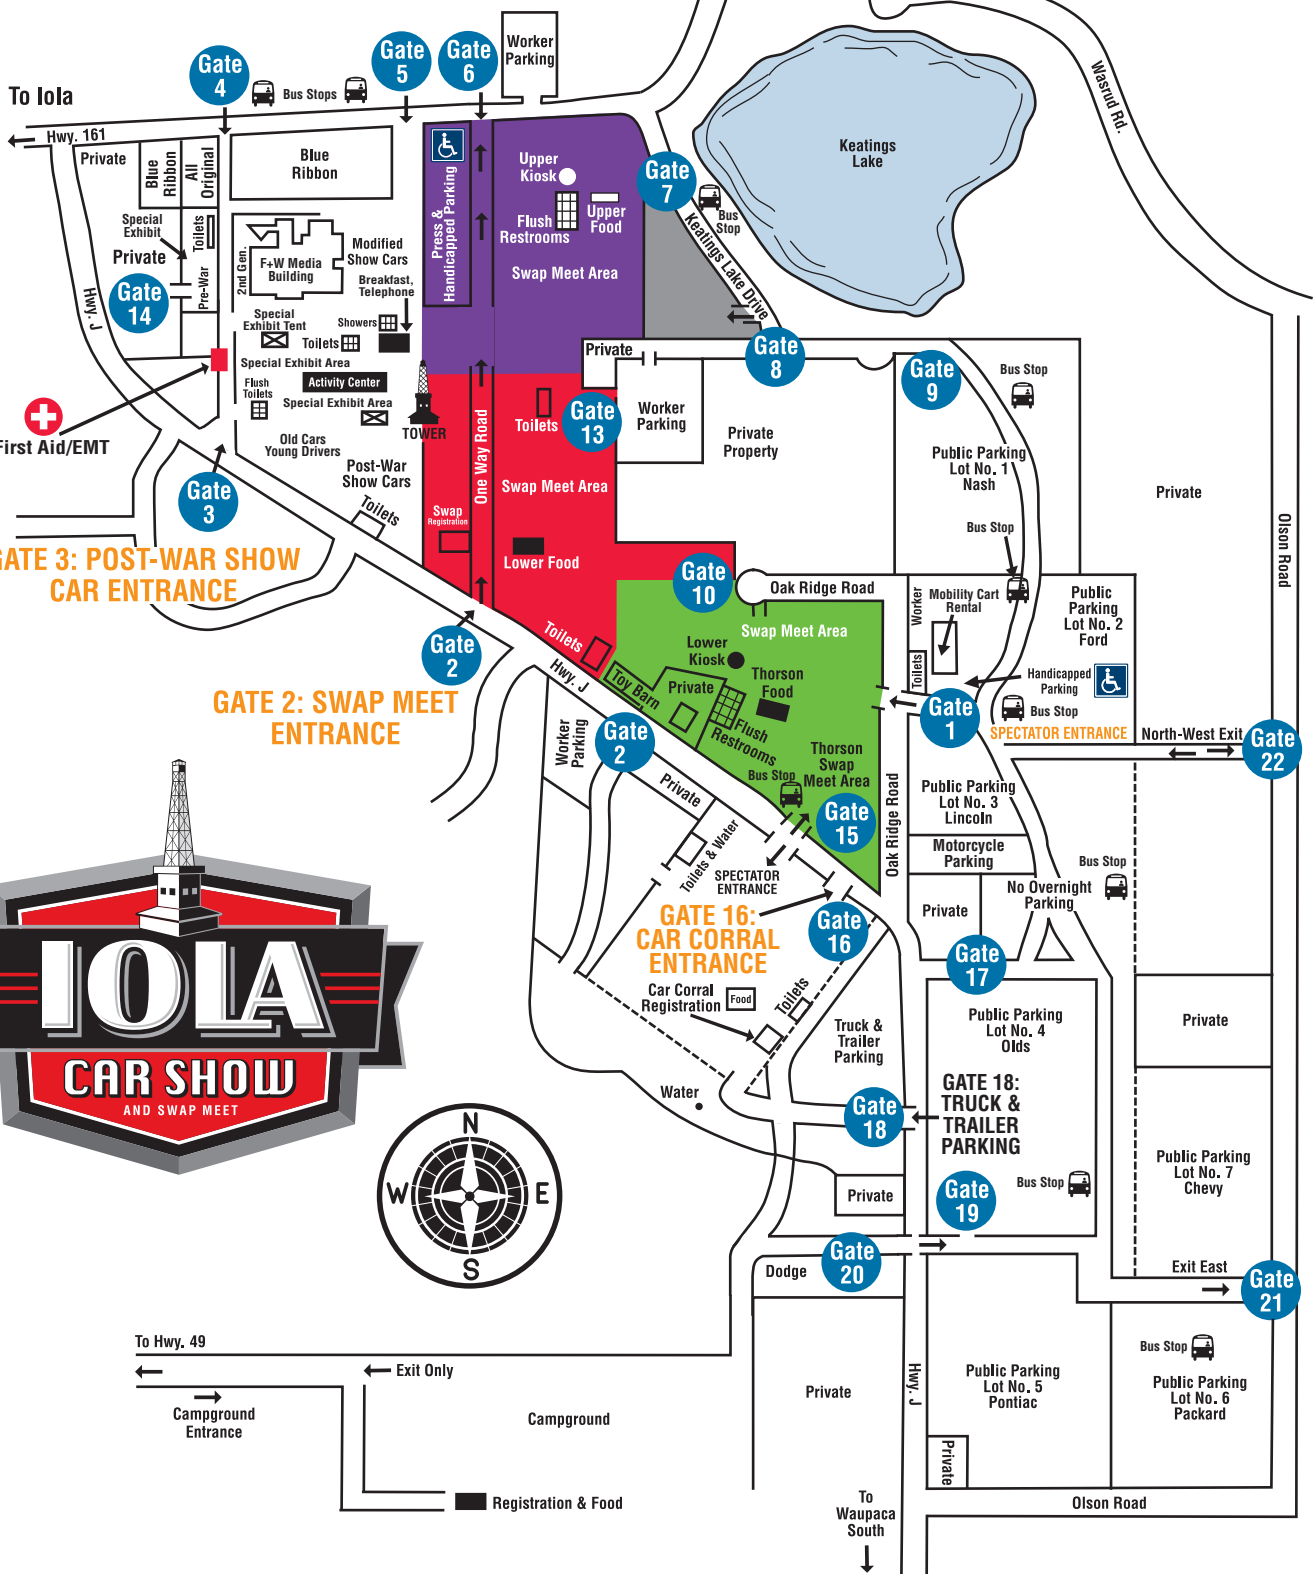 Worker
Parking
Gate
4
Gate
5
Gate
6
Bus Stops
To Iola
Hwy. 161
Private
Blue
Ribbon
All
Original
Blue
Ribbon
Press &
Handicapped Parking
Upper
Kiosk
Flush
Restrooms
Upper
Food
Swap Meet Area
Gate
7
Bus
Stop
Keatings Lake Drive
Keatings
Lake
Wasrud Rd.
Special
Exhibit
Toilets
Private
Pre-War
Gate
14
Hwy. J
2nd Gen.
F+W Media
Building
Modified
Show Cars
Breakfast,
Telephone
Special
Exhibit Tent
Showers
Toilets
Special Exhibit Area
Activity Center
Flush
Toilets
Special Exhibit Area
TOWER
Old Cars
Young Drivers
Post-War
Show Cars
Toilets
First Aid/EMT
Gate
3
GATE 3: POST-WAR SHOW
CAR ENTRANCE
One Way Road
Toilets
Gate
13
Private
Worker
Parking
Private
Property
Gate
8
Gate
9
Bus Stop
Public Parking
Lot No. 1
Nash
Private
Olson Road
Swap Meet Area
Swap
Registration
Lower Food
Bus Stop
Gate
2
GATE 2: SWAP MEET
ENTRANCE
Toilets
Hwy. J
Gate
10
Oak Ridge Road
Swap Meet Area
Lower
Kiosk
Thorson
Food
Toy Barn
Private
Flush
Restrooms
Worker
Toilets
Mobility Cart
Rental
Public
Parking
Lot No. 2
Ford
Handicapped
Parking
Gate
1
Bus Stop
SPECTATOR ENTRANCE
North-West Exit
Gate
22
Worker
Parking
Gate
2
Private
Thorson
Swap
Meet Area
Bus Stop
Gate
15
Oak Ridge Road
Public Parking
Lot No. 3
Lincoln
Motorcycle
Parking
Toilets & Water
SPECTATOR
ENTRANCE
No Overnight
Parking
Bus Stop
Private
GATE 16:
CAR CORRAL
ENTRANCE
Gate
16
Gate
17
Car Corral
Registration
Food
Toilets
Truck &
Trailer
Parking
Public Parking
Lot No. 4
Olds
Private
IOLA
CAR SHOW
AND SWAP MEET
Water
Gate
18
GATE 18:
TRUCK &
TRAILER
PARKING
N
W
E
S
Private
Gate
19
Bus Stop
Public Parking
Lot No. 7
Chevy
Dodge
Gate
20
Exit East
Gate
21
To Hwy. 49
Exit Only
Campground
Entrance
Campground
Private
Hwy. J
Public Parking
Lot No. 5
Pontiac
Bus Stop
Public Parking
Lot No. 6
Packard
Private
Registration & Food
To
Waupaca
South
Olson Road